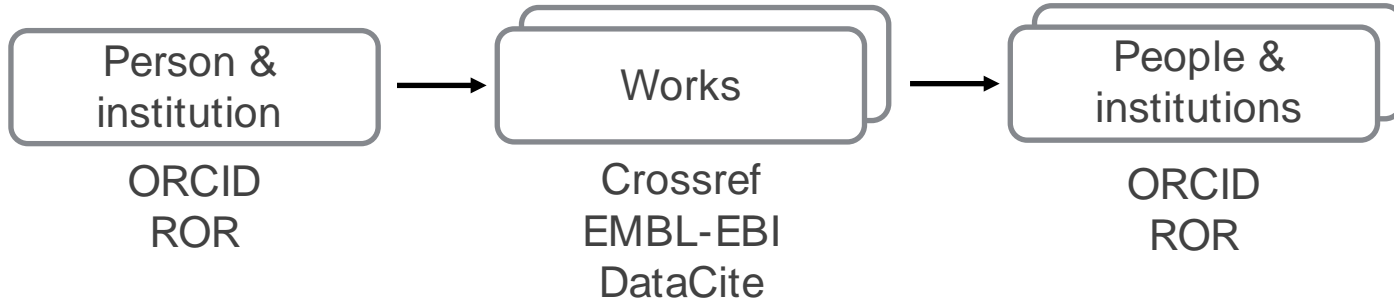 Person &
institution
ORCID
ROR
Works
Crossref
EMBL-EBI
DataCite
People &
institutions
ORCID
ROR